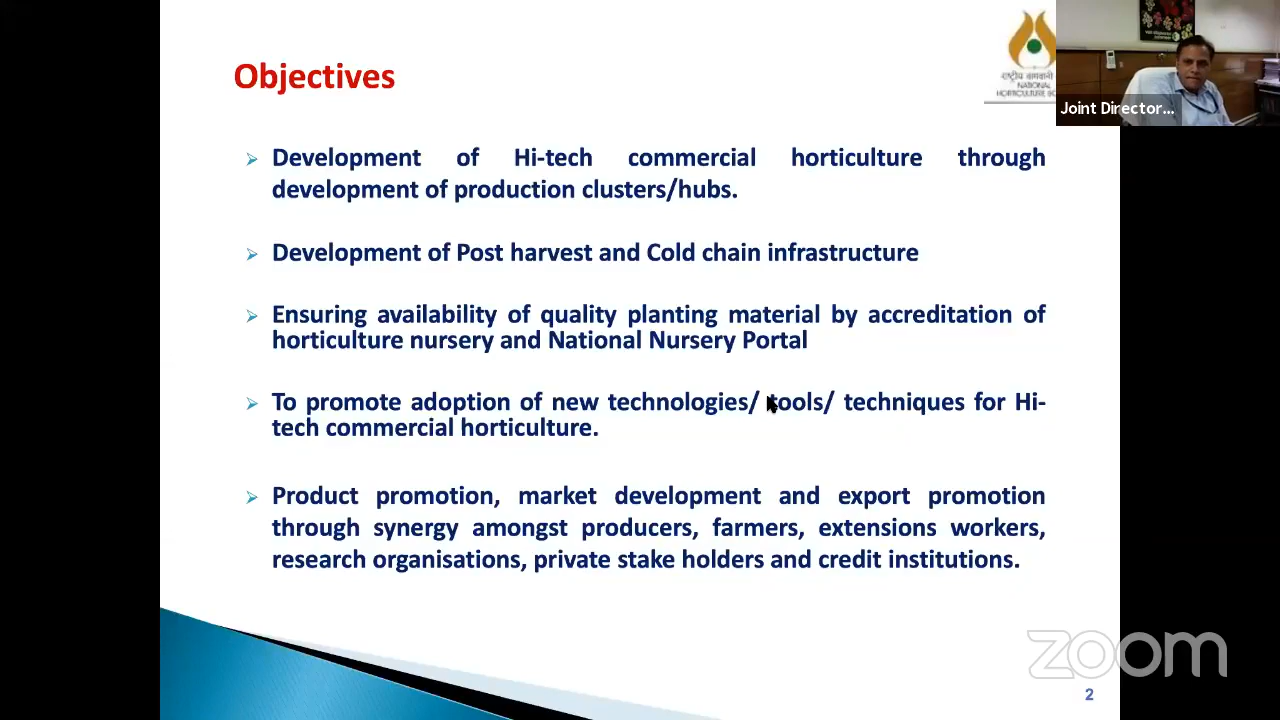 Objectives
राष्ट्रीय बागवानी
NATIONAL
HORTICULTURE
Joint Director...
Development of Hi-tech commercial horticulture through
development of production clusters/hubs.
Development of Post harvest and Cold chain infrastructure
Ensuring availability of quality planting material by accreditation of
horticulture nursery and National Nursery Portal
To promote adoption of new technologies/ tools/ techniques for Hi-
tech commercial horticulture.
Product promotion, market development and export promotion
through synergy amongst producers, farmers, extensions workers,
research organisations, private stake holders and credit institutions.
zoom
2